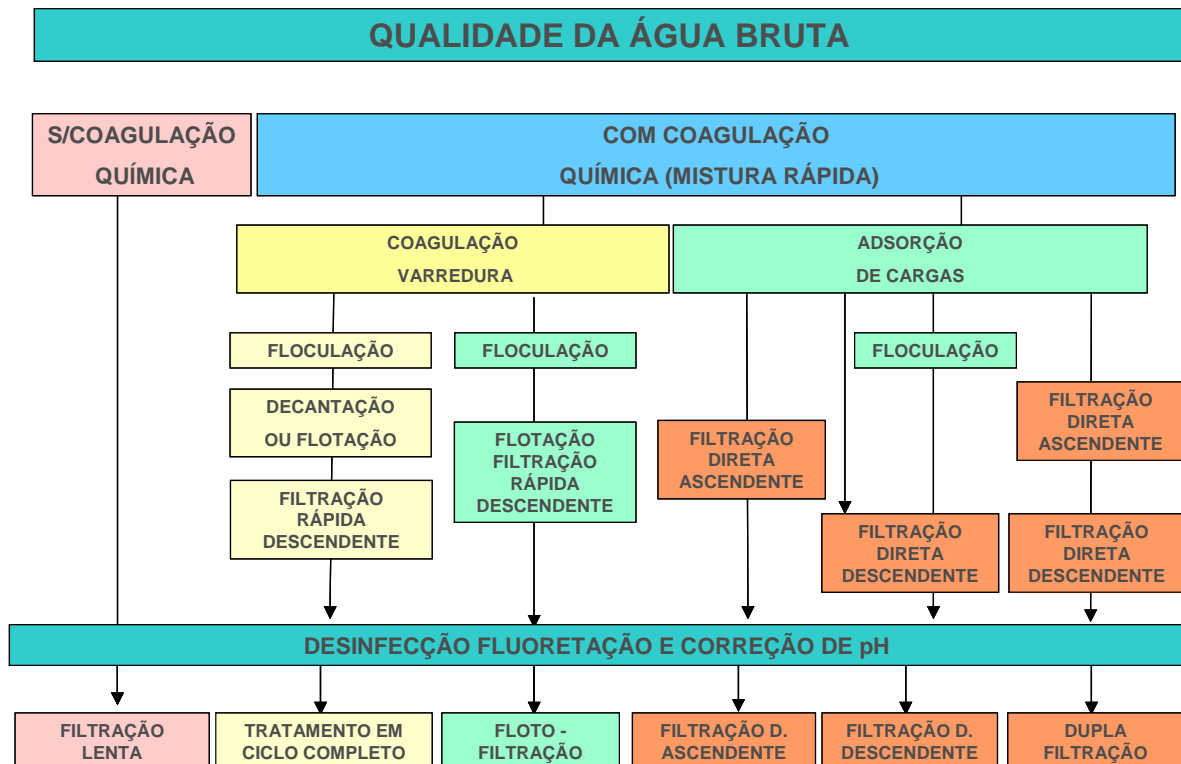 QUALIDADE DA ÁGUA BRUTA
S/COAGULAÇÃO
QUÍMICA
COM COAGULAÇÃO
QUÍMICA (MISTURA RÁPIDA)
COAGULAÇÃO
VARREDURA
ADSORÇÃO
DE CARGAS
FLOCULAÇÃO
DECANTAÇÃO
OU FLOTAÇÃO
FILTRAÇÃO
RÁPIDA
DESCENDENTE
FLOCULAÇÃO
FLOTAÇÃO
FILTRAÇÃO
RÁPIDA
DESCENDENTE
FILTRAÇÃO
DIRETA
ASCENDENTE
FLOCULAÇÃO
FILTRAÇÃO
DIRETA
DESCENDENTE
FILTRAÇÃO
DIRETA
ASCENDENTE
FILTRAÇÃO
DIRETA
DESCENDENTE
DESINFECÇÃO FLUORETAÇÃO E CORREÇÃO DE pH
FILTRAÇÃO
LENTA
TRATAMENTO EM
CICLO COMPLETO
FLOTO -
FILTRAÇÃO
FILTRAÇÃO D.
ASCENDENTE
FILTRAÇÃO D.
DESCENDENTE
DUPLA
FILTRAÇÃO